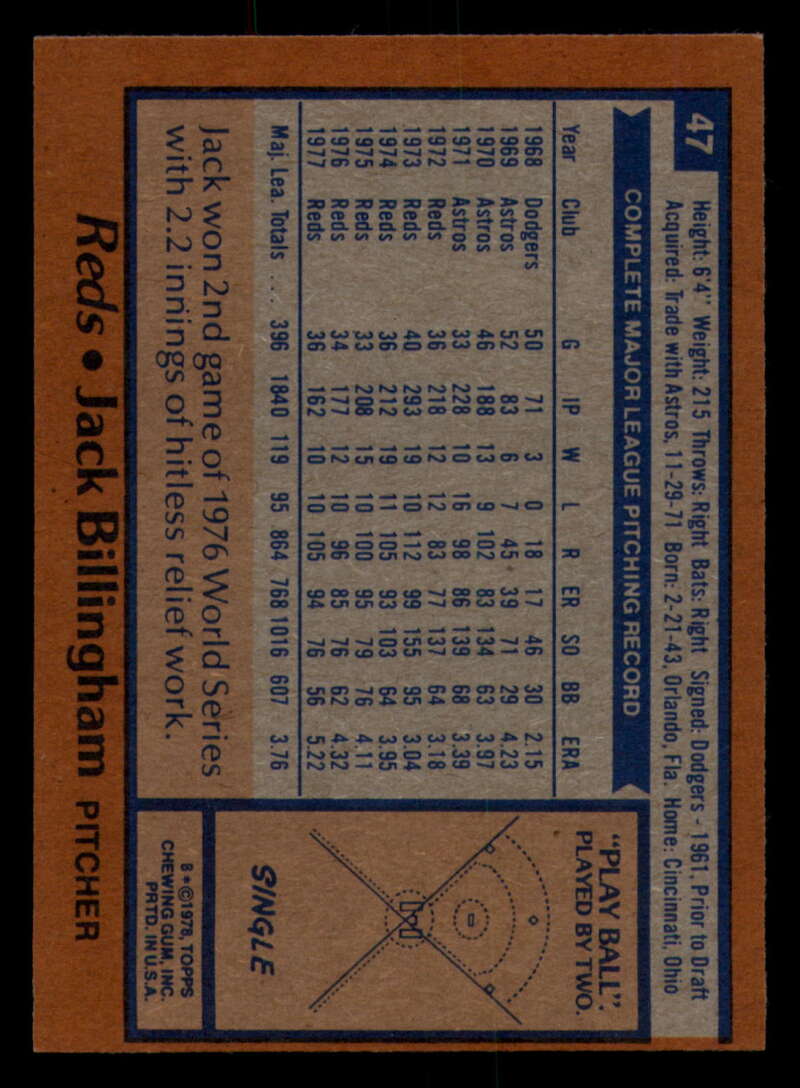 47
Height: 6'4" Weight: 215 Throws: Right Bats: Right Signed: Dodgers - 1961, Prior to Draft
Acquired: Trade with Astros, 11-29-71 Born: 2-21-43, Orlando, Fla. Home: Cincinnati, Ohio
COMPLETE MAJOR LEAGUE PITCHING RECORD
Year Club G IP W L R ER SO BB ERA
1968 Dodgers 50 71 3 0 18 17 46 30 2.15
1969 Astros 52 83 6 7 45 39 71 29 4.23
1970 Astros 46 188 13 9 102 83 134 63 3.97
1971 Astros 33 228 10 16 98 86 139 68 3.39
1972 Reds 36 218 12 12 83 77 137 64 3.18
1973 Reds 40 293 19 10 112 99 155 95 3.04
1974 Reds 36 212 19 11 105 93 103 64 3.95
1975 Reds 33 208 15 10 100 95 79 76 4.11
1976 Reds 34 177 12 10 96 85 76 62 4.32
1977 Reds 36 162 10 10 105 94 76 56 5.22
Maj. Lea. Totals ... 396 1840 119 95 864 768 1016 607 3.76
Jack won 2nd game of 1976 World Series
with 2.2 innings of hitless relief work.
"PLAY BALL".
PLAYED BY TWO.
SINGLE
B*©1978, TOPPS
CHEWING GUM, INC.
PRTD. IN U.S.A.
Reds • Jack Billingham PITCHER